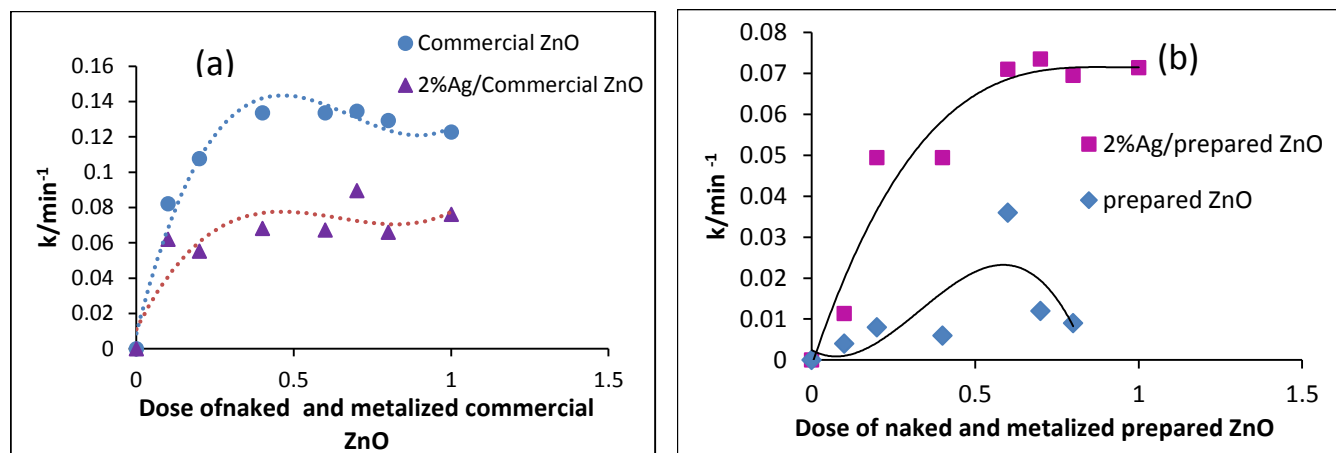 (a)
Commercial ZnO
2%Ag/Commercial ZnO
k/min⁻¹
0.16
0.14
0.12
0.1
0.08
0.06
0.04
0.02
0
0
0.5
1
1.5
Dose ofnaked and metalized commercial
ZnO
(b)
2%Ag/prepared ZnO
prepared ZnO
k/min ⁻¹
0.08
0.07
0.06
0.05
0.04
0.03
0.02
0.01
0.00
0
0.5
1
1.5
Dose of naked and metalized prepared ZnO